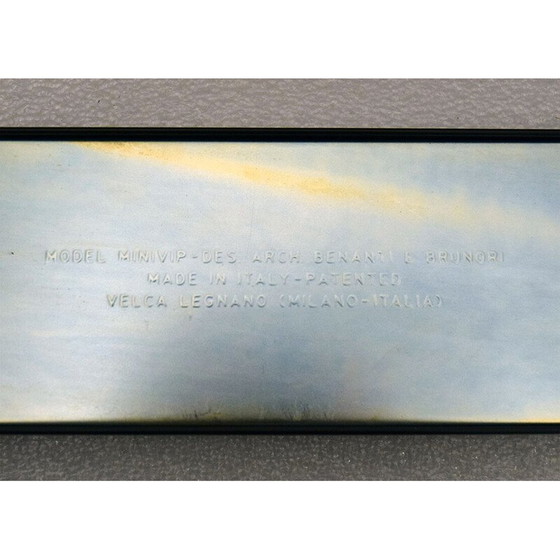 MODEL MINIVIP-DES. ARCH. BENANTI E BRUNORI
MADE IN ITALY-PATENTED
VELCA LEGNANO (MILANO-ITALIA)